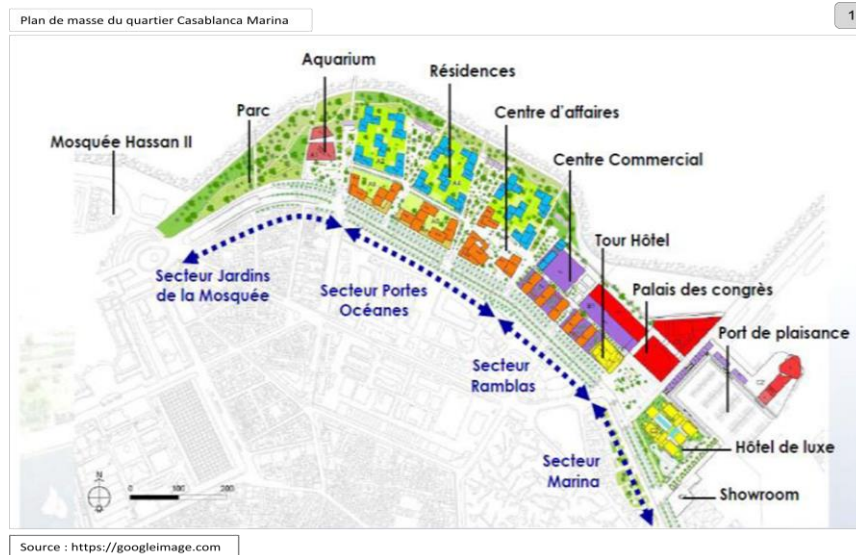 Plan de masse du quartier Casablanca Marina
1
Aquarium
Résidences
Parc
Centre d'affaires
Mosquée Hassan II
Centre Commercial
Tour Hôtel
Secteur Jardins
de la Mosquée
Secteur Portes
Océanes
Palais des congrès
Port de plaisance
Secteur
Ramblas
Hôtel de luxe
Secteur
Marina
Showroom
N
0
100
200
Source : https://googleimage.com